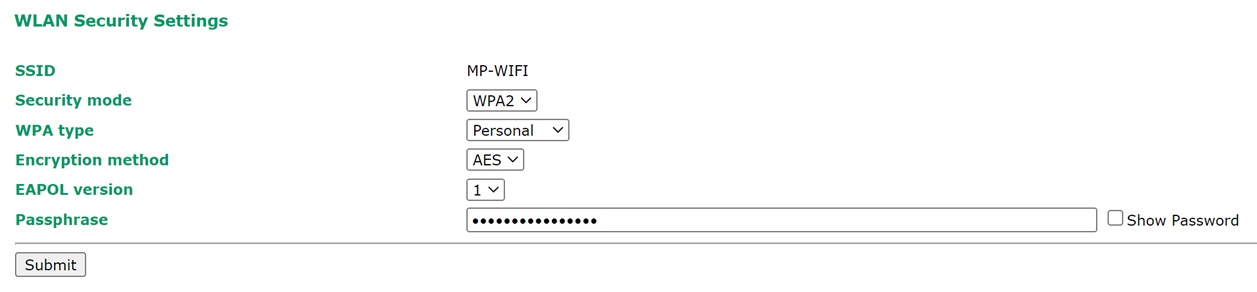 WLAN Security Settings
SSID MP-WIFI
Security mode WPA2
WPA type Personal
Encryption method AES
EAPOL version 1
Passphrase •••••••••••••••• Show Password
Submit